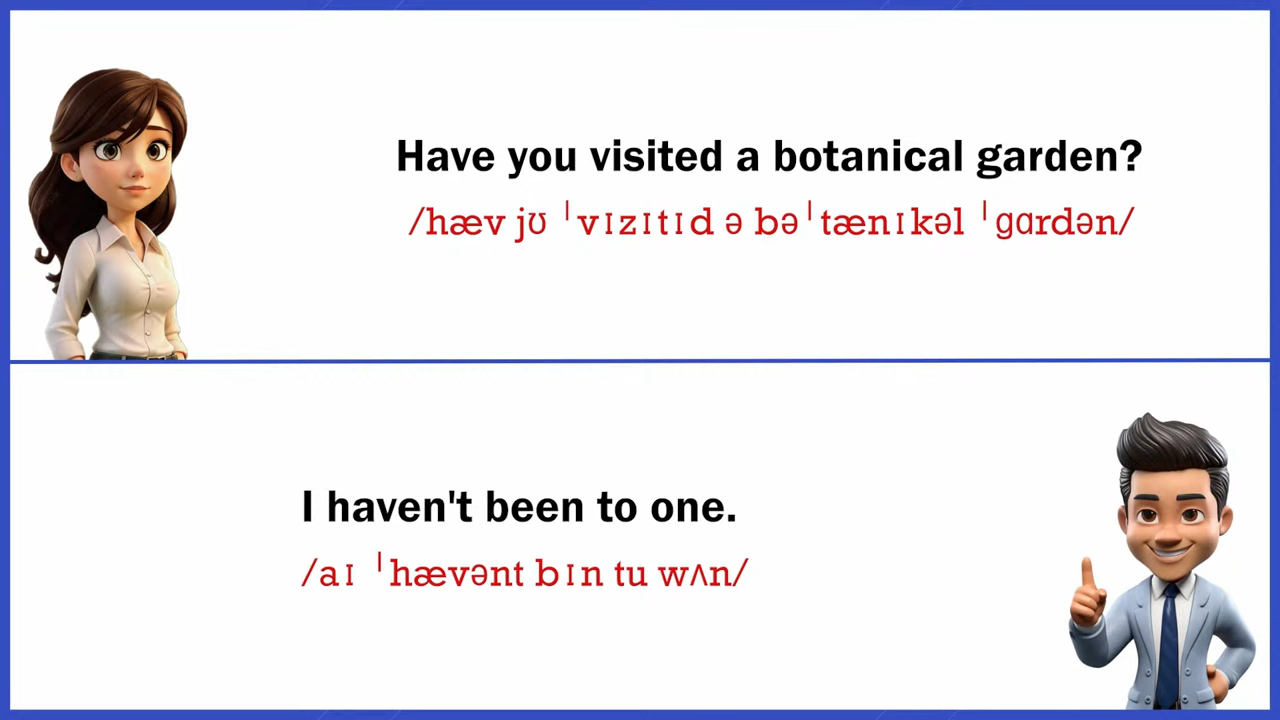 Have you visited a botanical garden?
/hæv jʊ ˈvɪzɪtɪd ə bəˈtænɪkəl ˈɡɑrdən/
I haven't been to one.
/aɪ ˈhævənt bɪn tu wʌn/